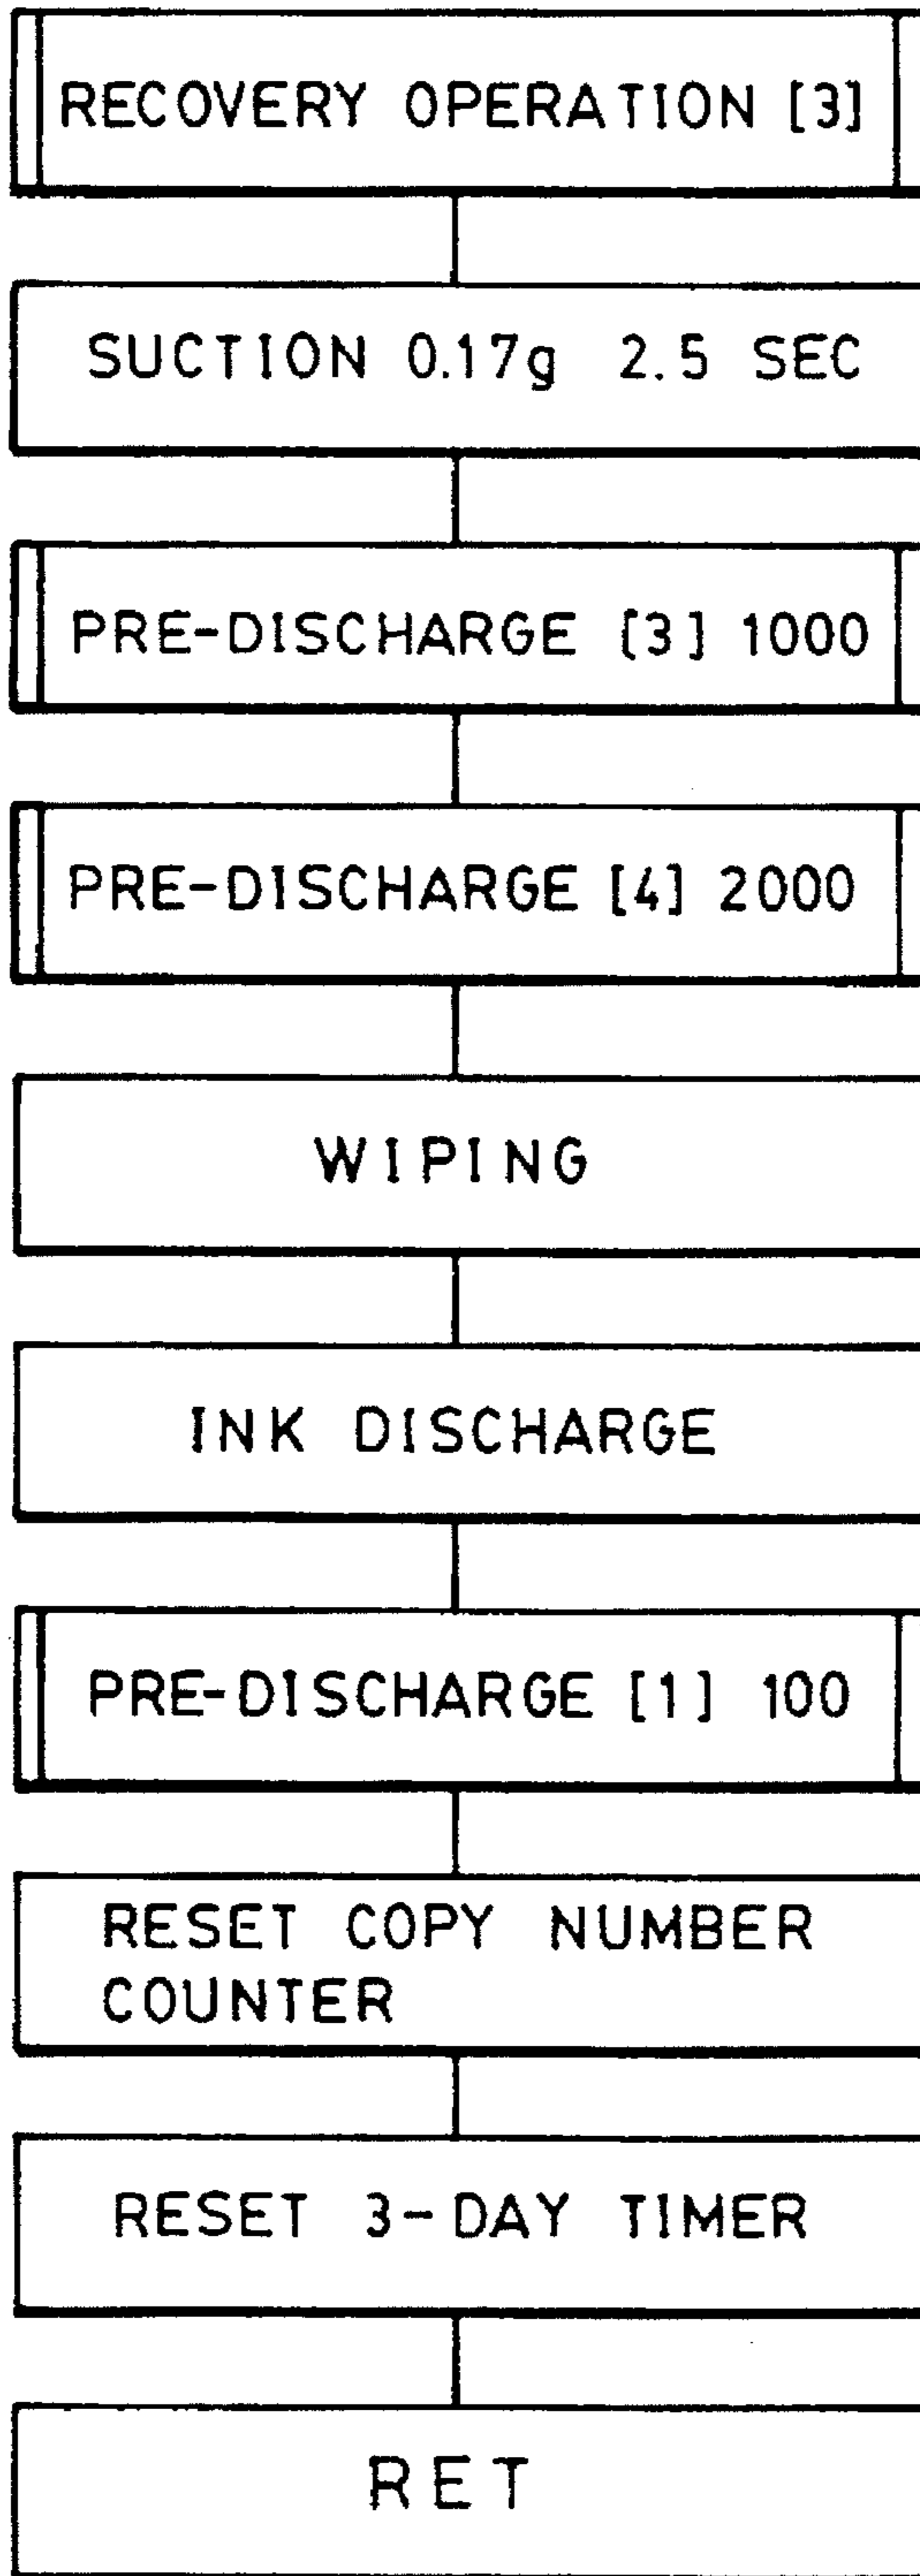 RECOVERY OPERATION [3]
SUCTION 0.17g 2.5 SEC
PRE-DISCHARGE [3] 1000
PRE-DISCHARGE [4] 2000
WIPING
INK DISCHARGE
PRE-DISCHARGE [1] 100
RESET COPY NUMBER
COUNTER
RESET 3-DAY TIMER
RET